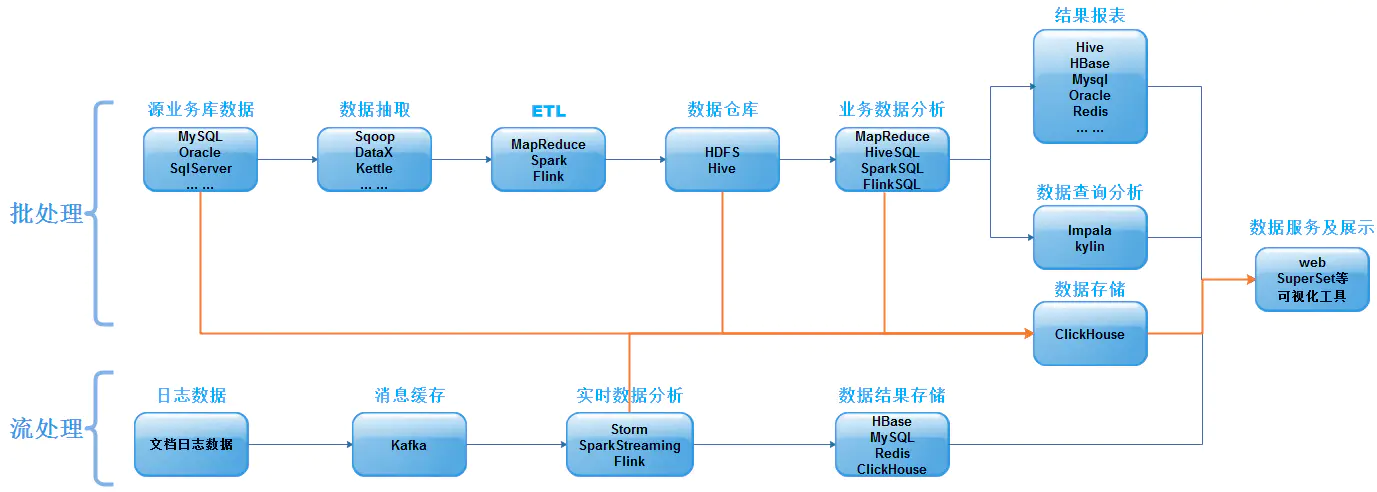 批处理
源业务库数据
MySQL
Oracle
SqlServer
... ...
数据抽取
Sqoop
DataX
Kettle
... ...
ETL
MapReduce
Spark
Flink
数据仓库
HDFS
Hive
业务数据分析
MapReduce
HiveSQL
SparkSQL
FlinkSQL
结果报表
Hive
HBase
Mysql
Oracle
Redis
... ...
数据查询分析
Impala
kylin
数据存储
ClickHouse
数据服务及展示
web
SuperSet等
可视化工具
流处理
日志数据
文档日志数据
消息缓存
Kafka
实时数据分析
Storm
SparkStreaming
Flink
数据结果存储
HBase
MySQL
Redis
ClickHouse